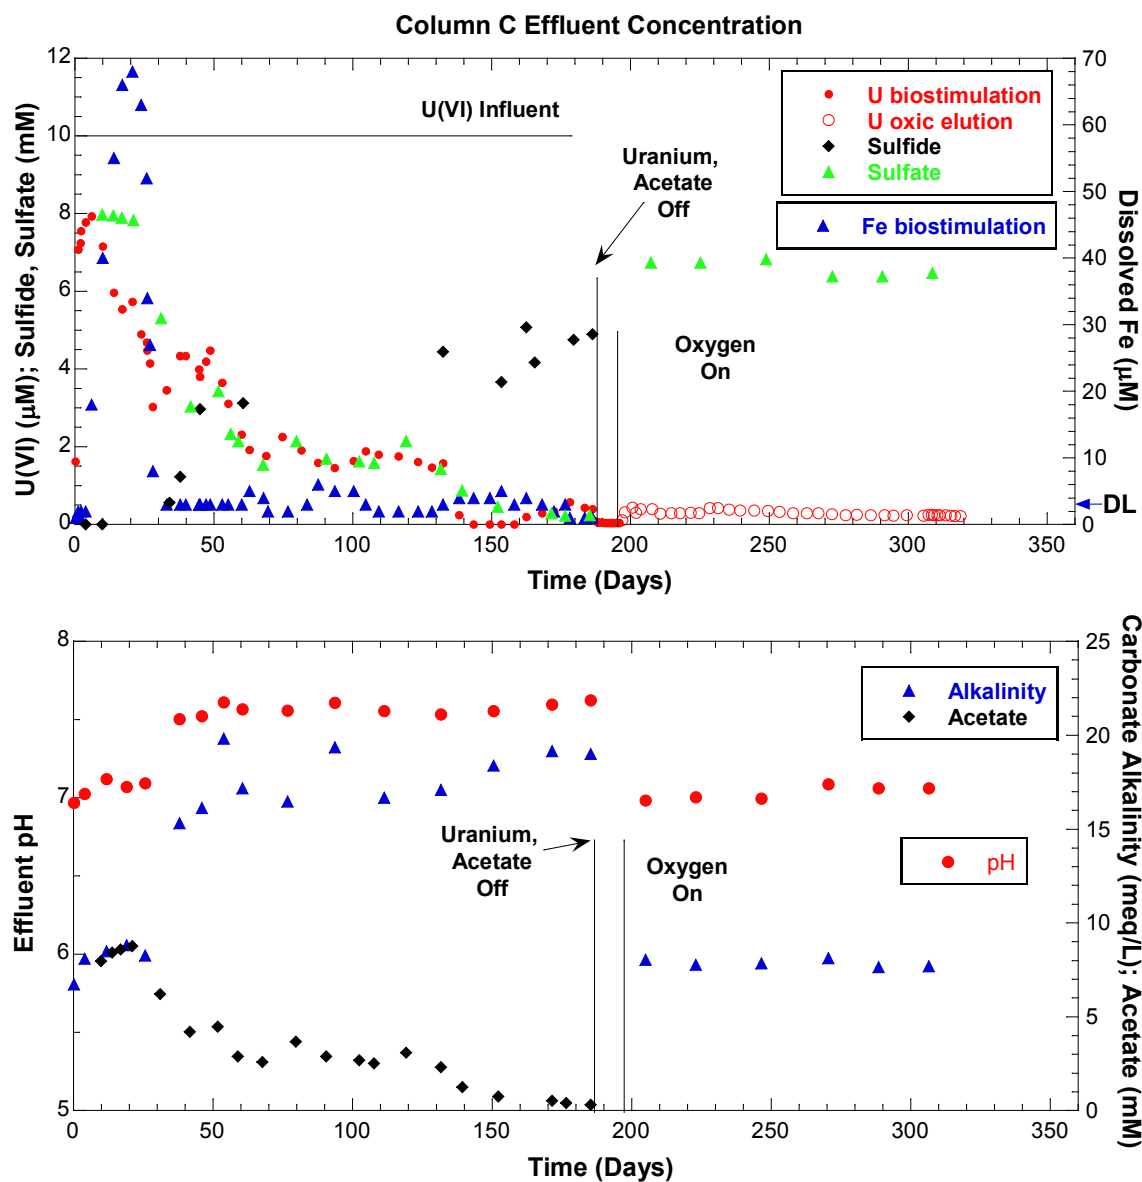 Column C Effluent Concentration
12
10
8
6
4
2
0
U(VI) (μM); Sulfide, Sulfate (mM)
70
60
50
40
30
20
10
0
Dissolved Fe (μM)
DL
U(VI) Influent
Uranium,
Acetate
Off
Oxygen
On
U biostimulation
U oxic elution
Sulfide
Sulfate
Fe biostimulation
0 50 100 150 200 250 300 350
Time (Days)
8
7
6
5
Effluent pH
25
20
15
10
5
0
Carbonate Alkalinity (meq/L); Acetate (mM)
Alkalinity
Acetate
pH
Uranium,
Acetate
Off
Oxygen
On
0 50 100 150 200 250 300 350
Time (Days)